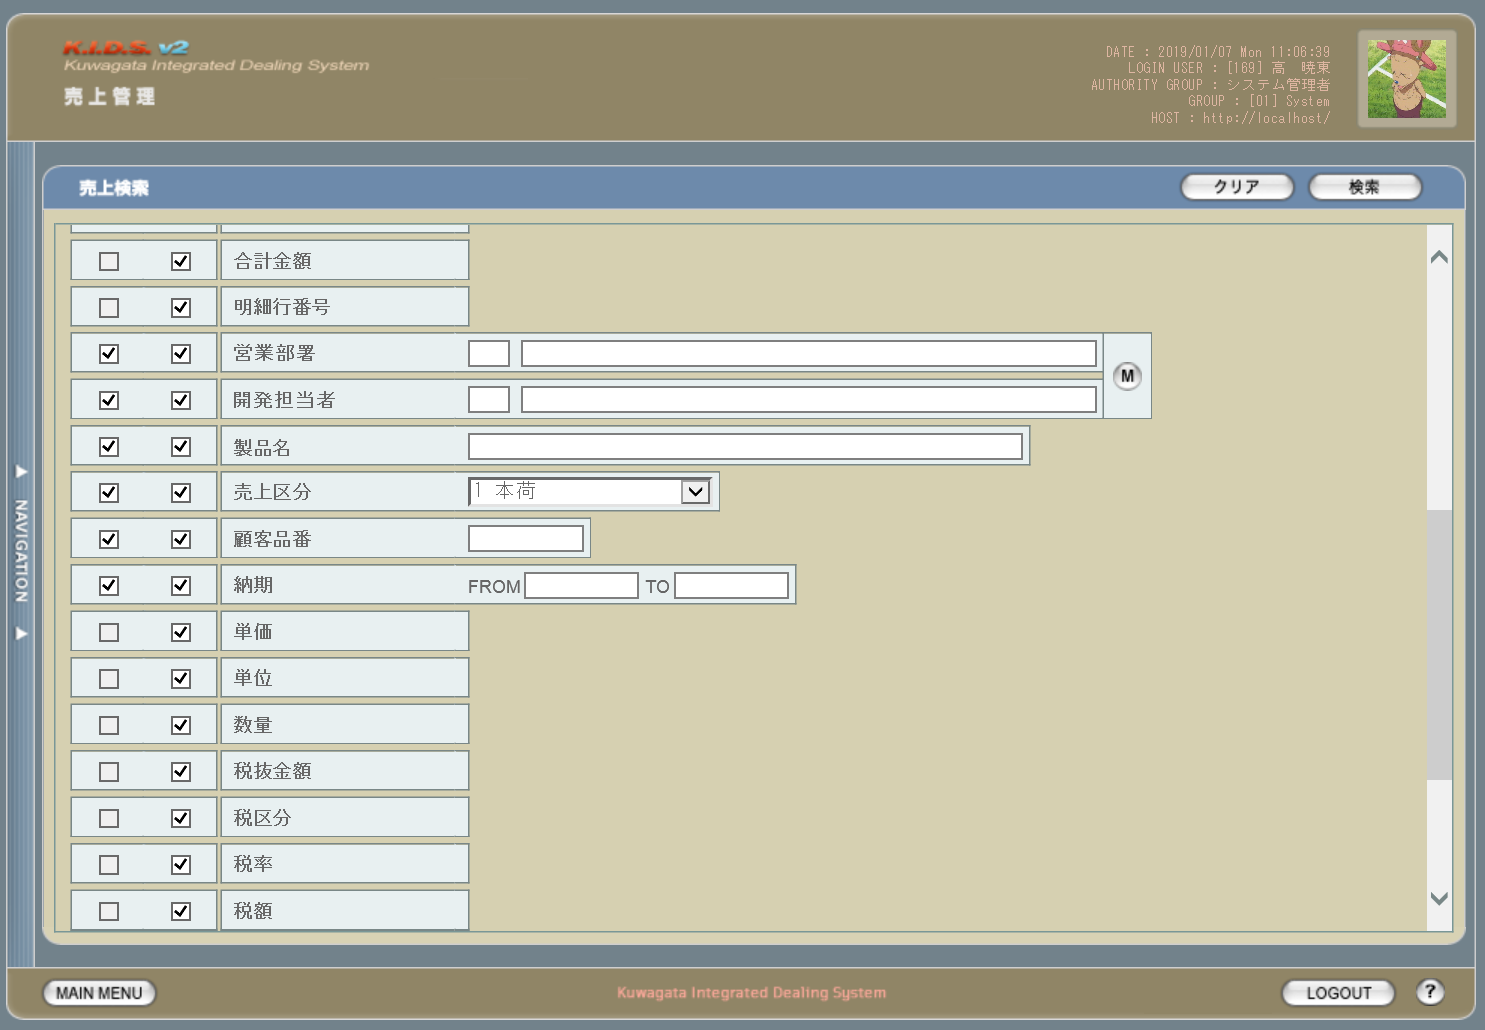 K.I.D.S. v2
Kuwagata Integrated Dealing System
売上管理
DATE : 2019/01/07 Mon 11:06:39
LOGIN USER : [169] 高　暁東
AUTHORITY GROUP : システム管理者
GROUP : [01] System
HOST : http://localhost/
売上検索
クリア
検索
合計金額
明細行番号
営業部署
M
開発担当者
製品名
売上区分 1 本荷
顧客品番
納期 FROM TO
単価
単位
数量
税抜金額
税区分
税率
税額
NAVIGATION
MAIN MENU
Kuwagata Integrated Dealing System
LOGOUT
?